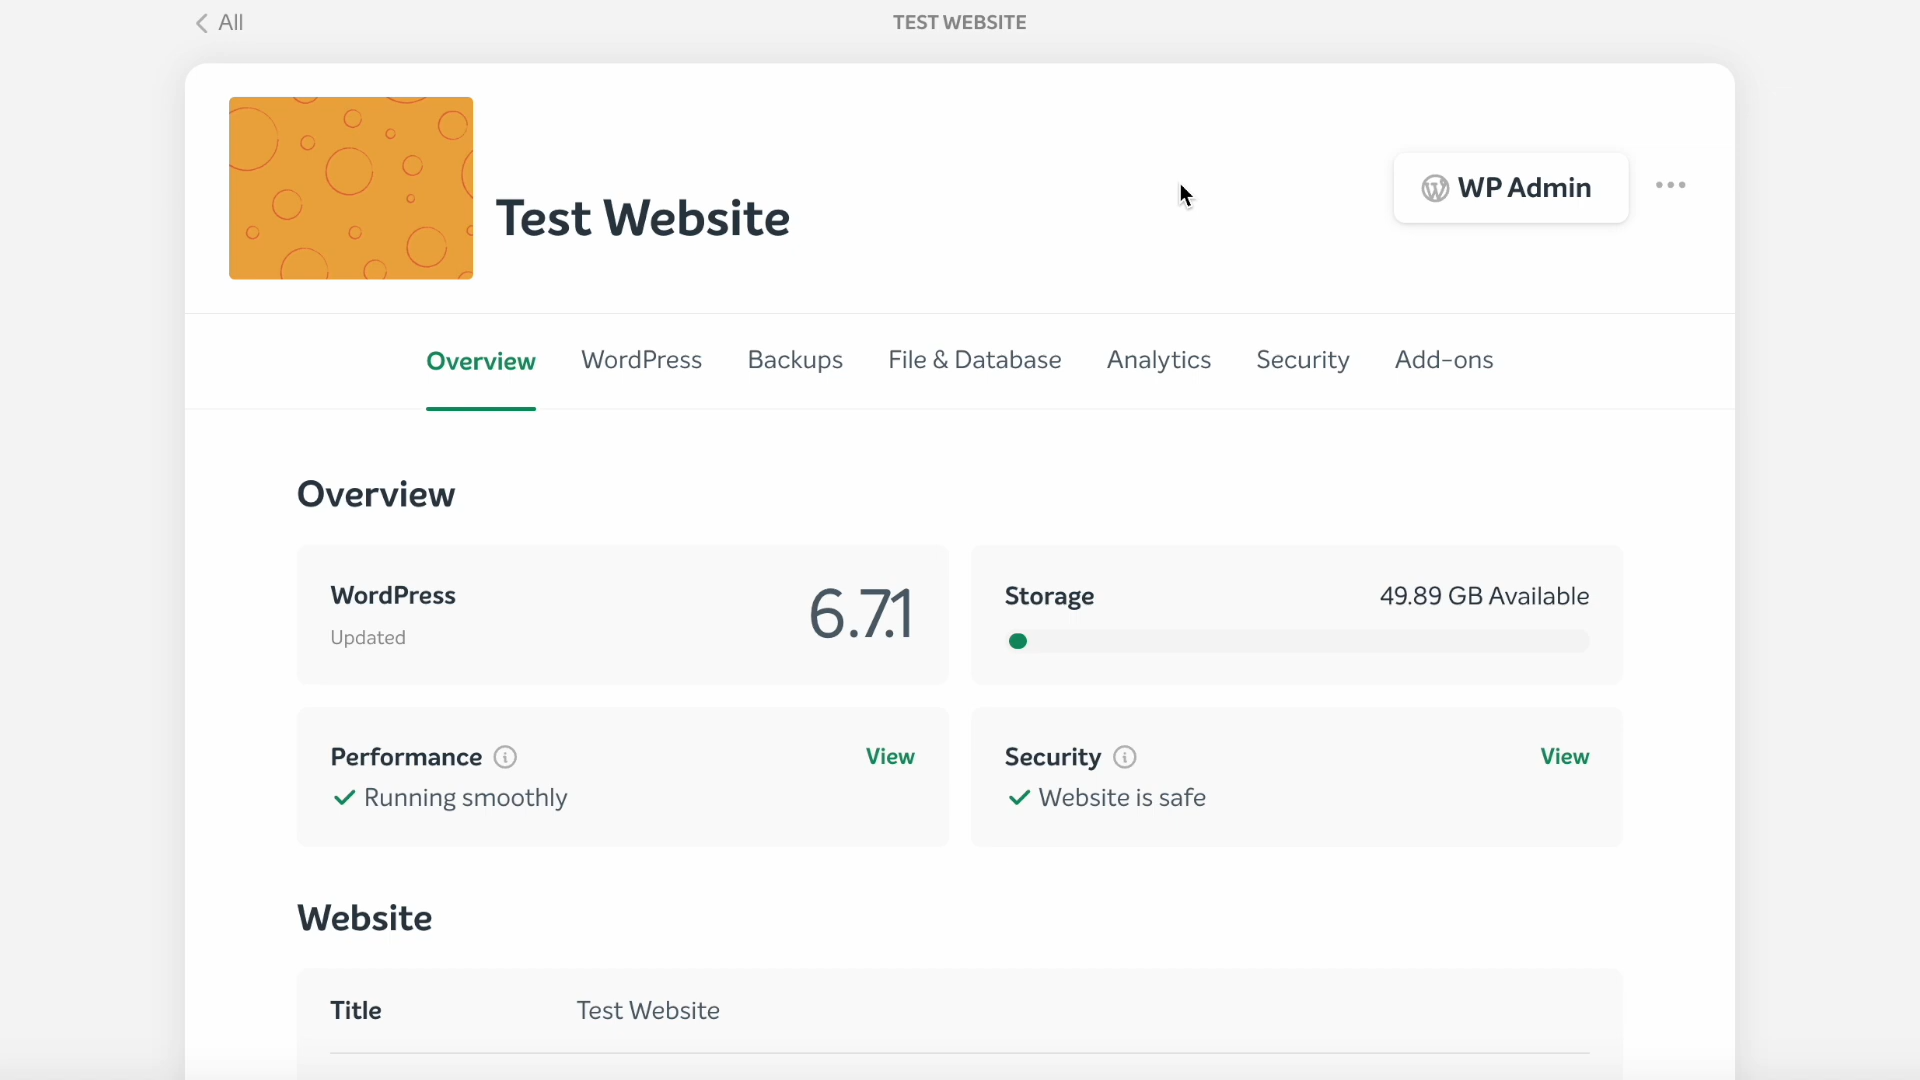 All
TEST WEBSITE
Test Website
WP Admin
Overview
WordPress
Backups
File & Database
Analytics
Security
Add-ons
Overview
WordPress
6.7.1
Updated
Storage
49.89 GB Available
Performance
View
Running smoothly
Security
View
Website is safe
Website
Title
Test Website